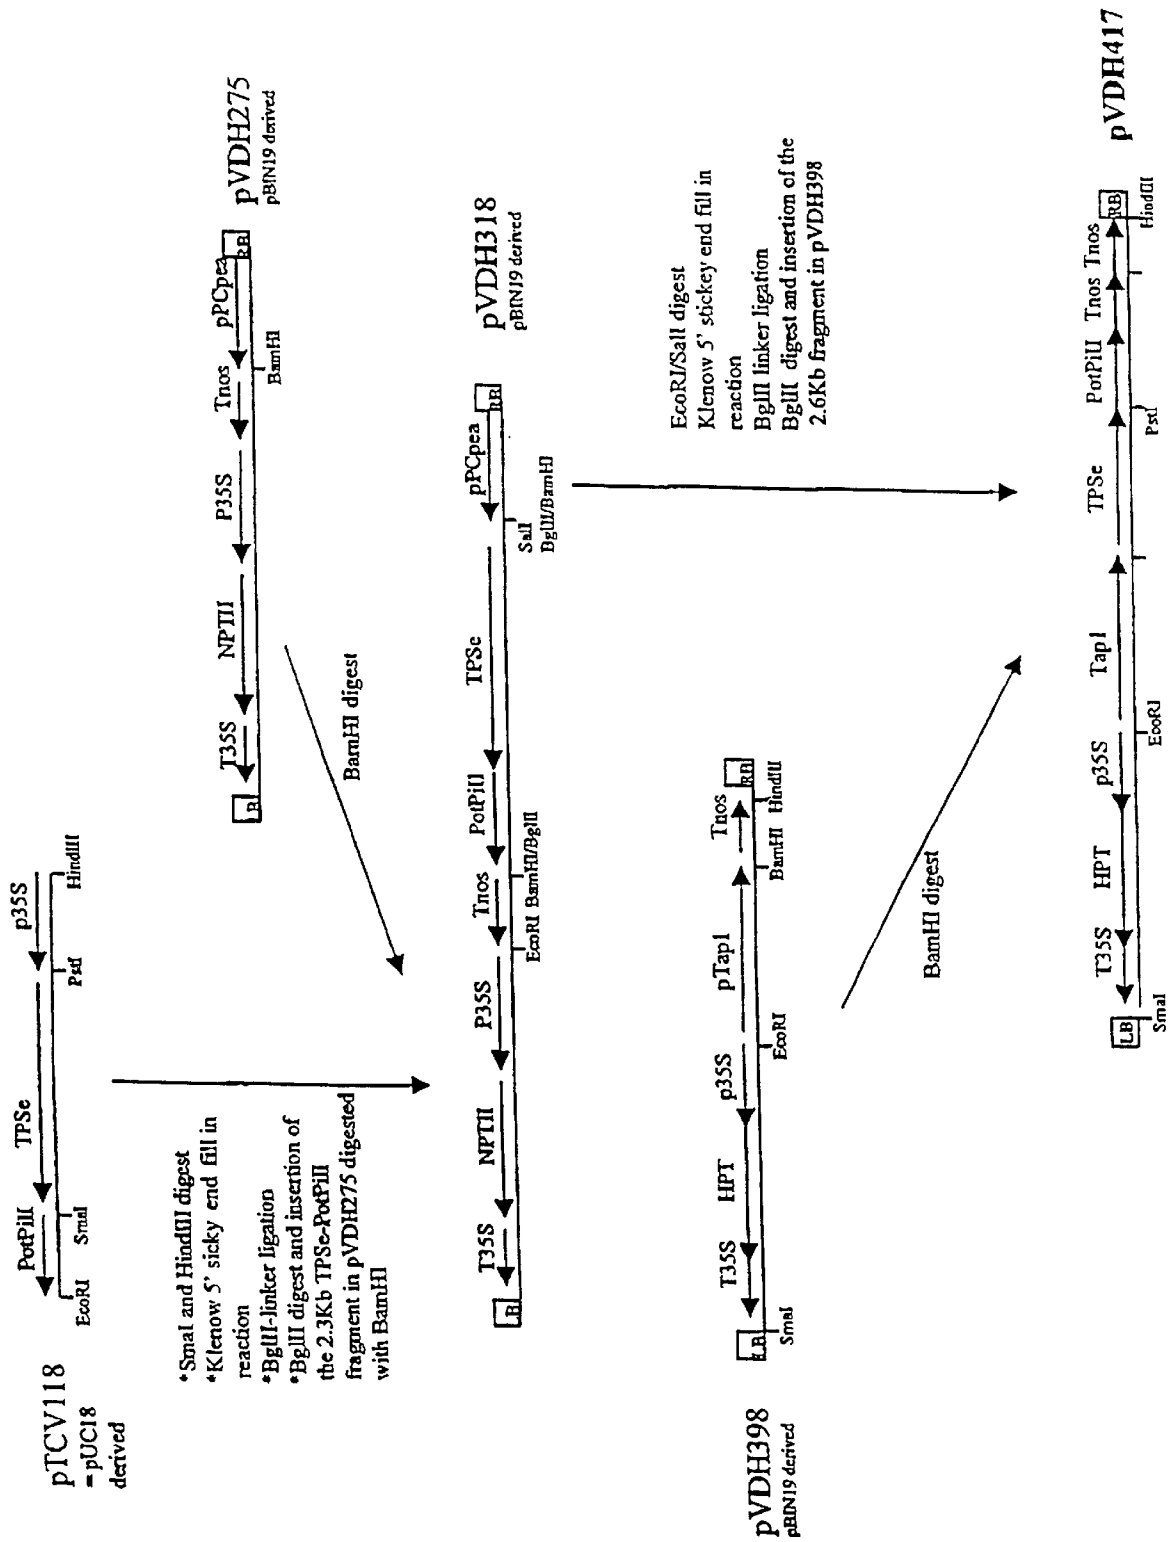 pTCV118
= pUC18
derived
PotPiII
TPSe
p35S
EcoRI
SmaI
PstI
HindIII
pVDH275
pBIN19 derived
LB
T35S
NPTII
P35S
Tnos
pPCpea
RB
BamHI
*SmaI and HindIII digest
*Klenow 5' sicky end fill in
reaction
*BglII-linker ligation
*BglII digest and insertion of
the 2.3Kb TPSe-PotPiII
fragment in pVDH275 digested
with BamHI
BamHI digest
pVDH318
pBIN19 derived
LB
T35S
NPTII
P35S
Tnos
PotPiII
TPSe
pPCpea
RB
EcoRI
BamHI/BglII
SalI
BglII/BamHI
EcoRI/SalI digest
Klenow 5' stickey end fill in
reaction
BglII linker ligation
BglII digest and insertion of the
2.6Kb fragment in pVDH398
pVDH398
pBIN19 derived
LB
T35S
HPT
p35S
pTap1
Tnos
RB
SmaI
EcoRI
BamHI
HindIII
BamHI digest
pVDH417
LB
T35S
HPT
p35S
Tap1
TPSe
PotPiII
Tnos
Tnos
RB
SmaI
EcoRI
PstI
HindIII